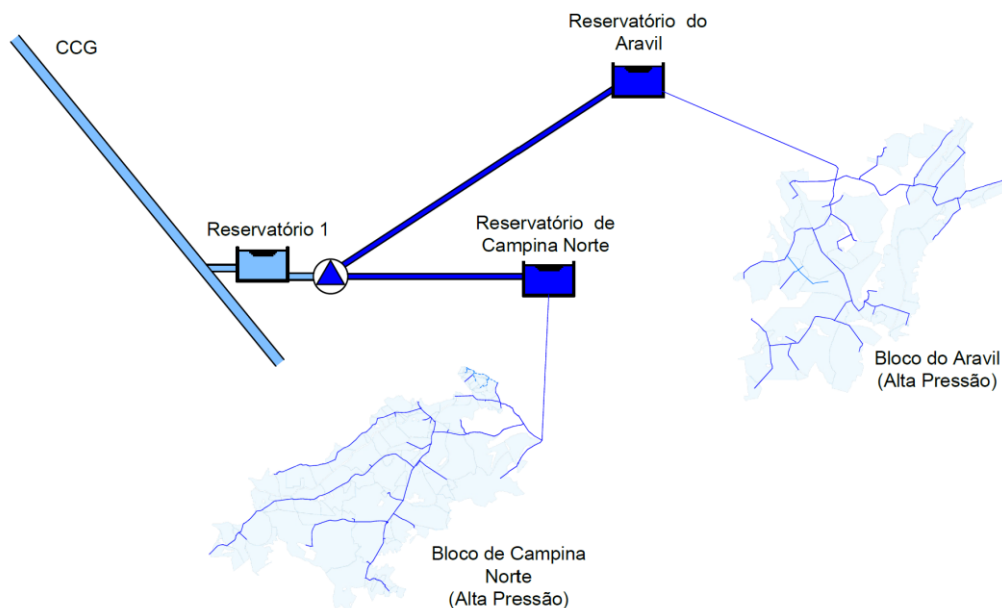 Reservatório do
Aravil
CCG
Reservatório 1
Reservatório de
Campina Norte
Bloco do Aravil
(Alta Pressão)
Bloco de Campina
Norte
(Alta Pressão)